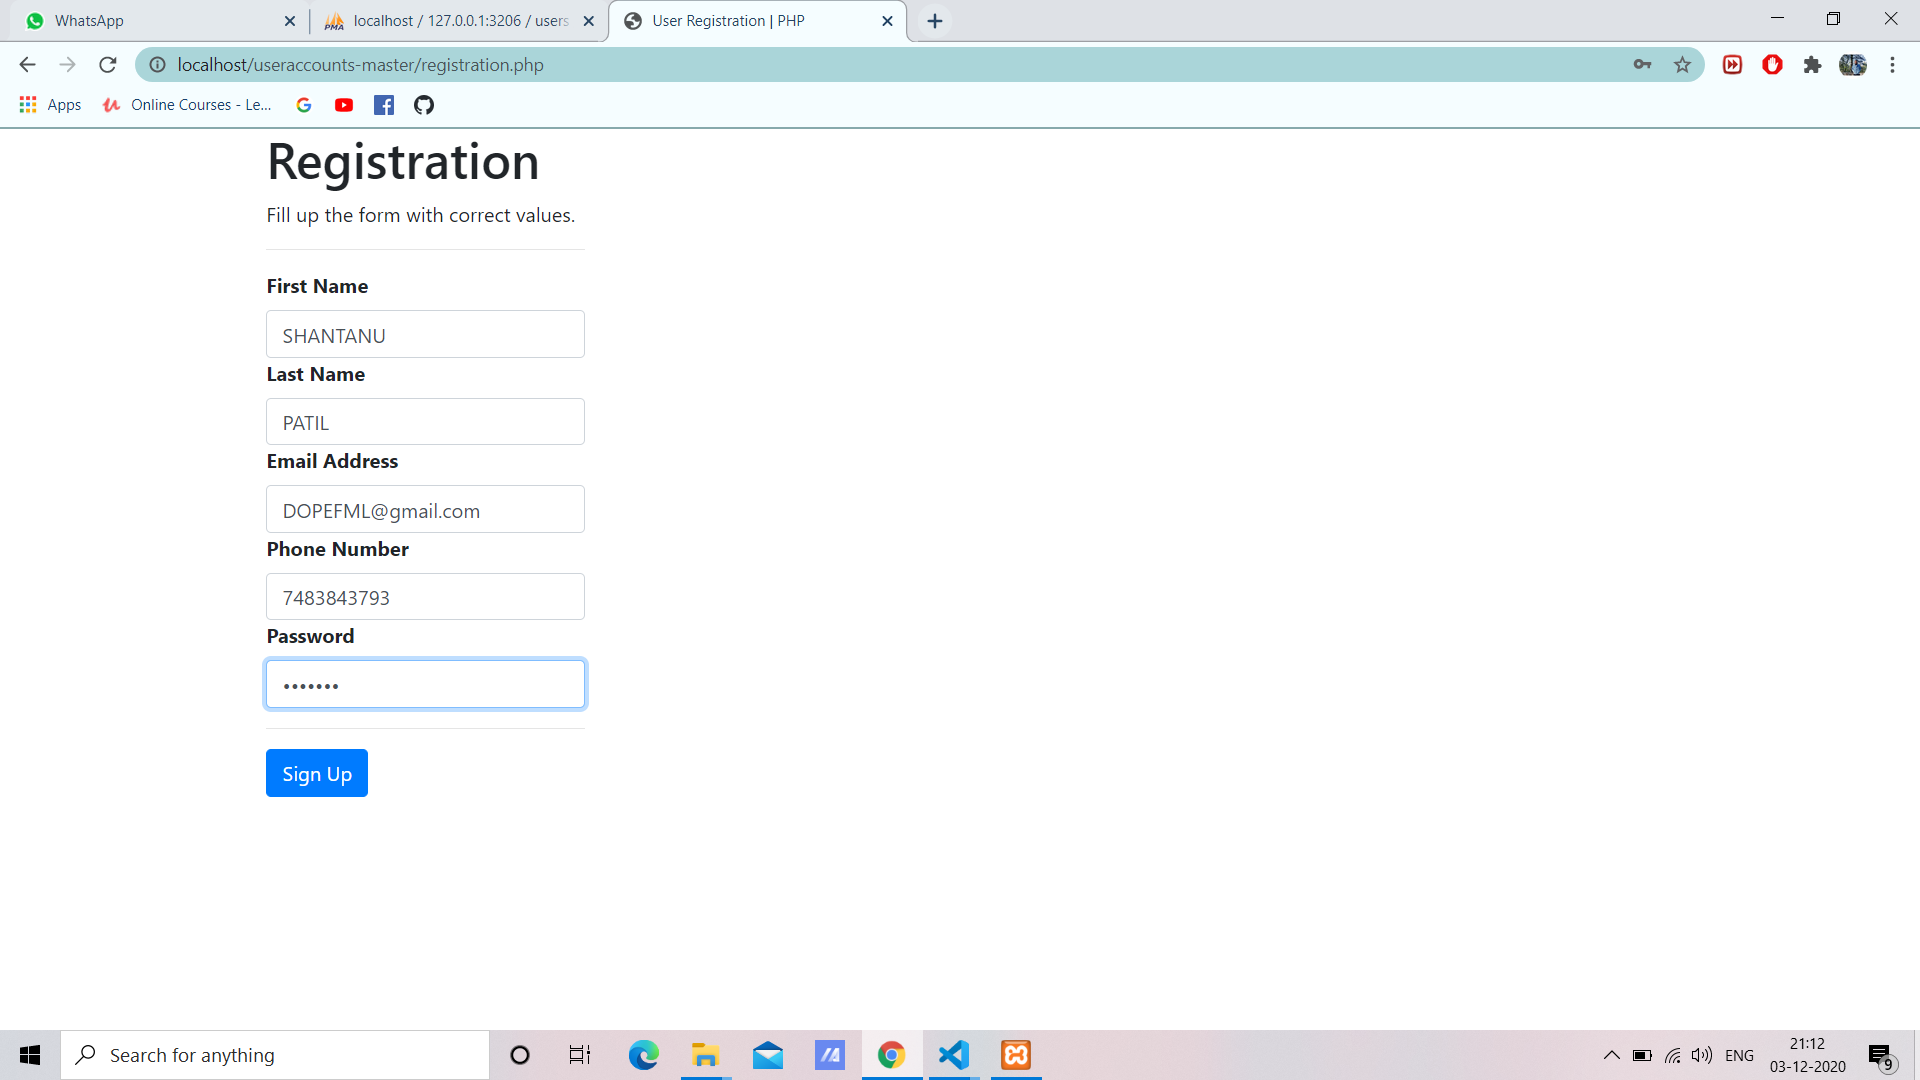 WhatsApp
localhost / 127.0.0.1:3206 / users
User Registration | PHP
localhost/useraccounts-master/registration.php
Apps
Online Courses - Le...
Registration
Fill up the form with correct values.
First Name
SHANTANU
Last Name
PATIL
Email Address
DOPEFML@gmail.com
Phone Number
7483843793
Password
•••••••
Sign Up
Search for anything
ENG
21:12
03-12-2020
9